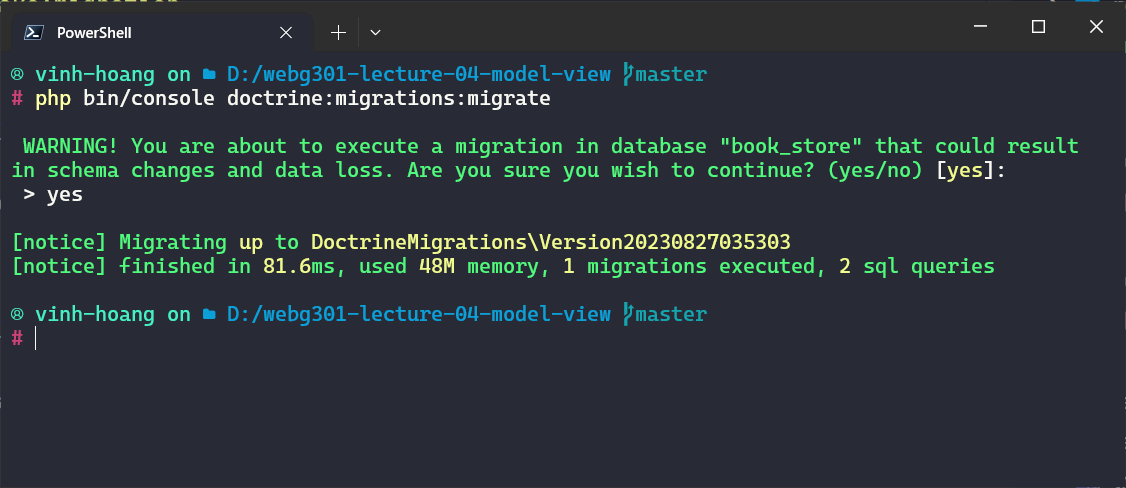 PowerShell
® vinh-hoang on D:/webg301-lecture-04-model-view master
# php bin/console doctrine:migrations:migrate
WARNING! You are about to execute a migration in database "book_store" that could result
in schema changes and data loss. Are you sure you wish to continue? (yes/no) [yes]:
> yes
[notice] Migrating up to DoctrineMigrations\Version20230827035303
[notice] finished in 81.6ms, used 48M memory, 1 migrations executed, 2 sql queries
® vinh-hoang on D:/webg301-lecture-04-model-view master
#